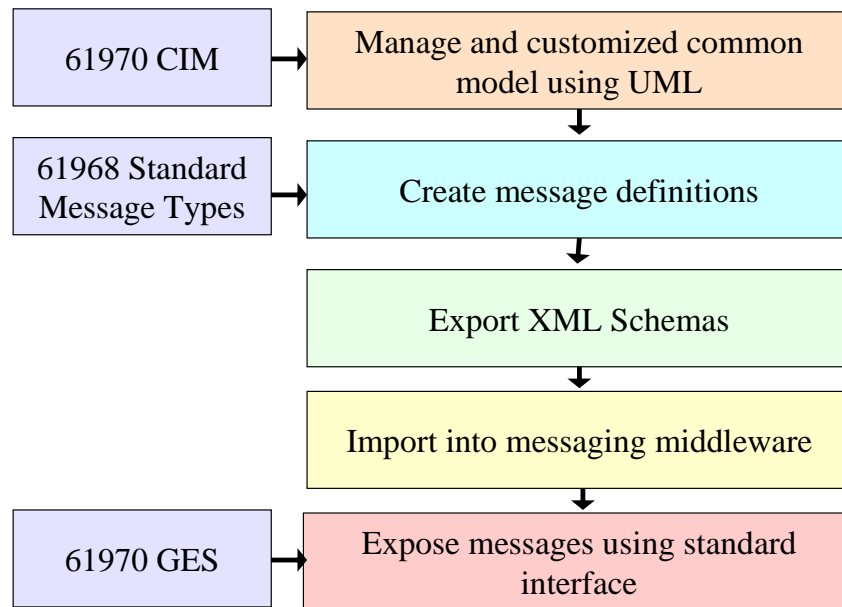 61970 CIM
Manage and customized common
model using UML
61968 Standard
Message Types
Create message definitions
Export XML Schemas
Import into messaging middleware
61970 GES
Expose messages using standard
interface